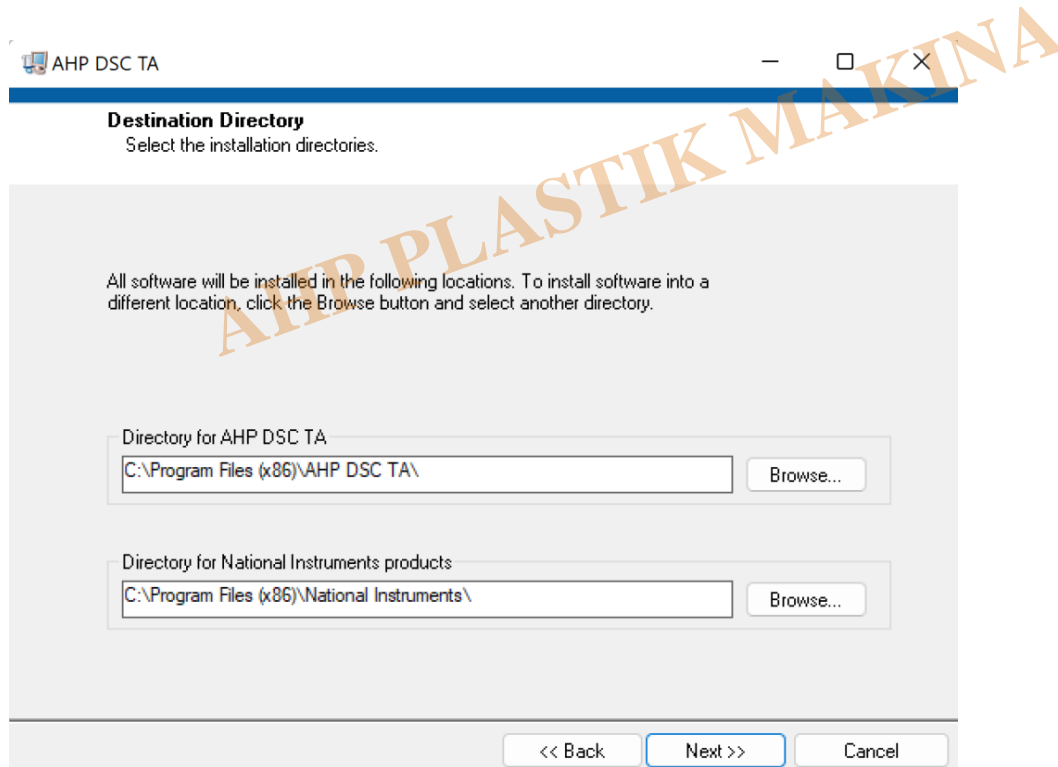 AHP DSC TA
Destination Directory
Select the installation directories.
AHP PLASTIK MAKINA
All software will be installed in the following locations. To install software into a
different location, click the Browse button and select another directory.
Directory for AHP DSC TA
C:\Program Files (x86)\AHP DSC TA\
Browse...
Directory for National Instruments products
C:\Program Files (x86)\National Instruments\
Browse...
<< Back
Next >>
Cancel